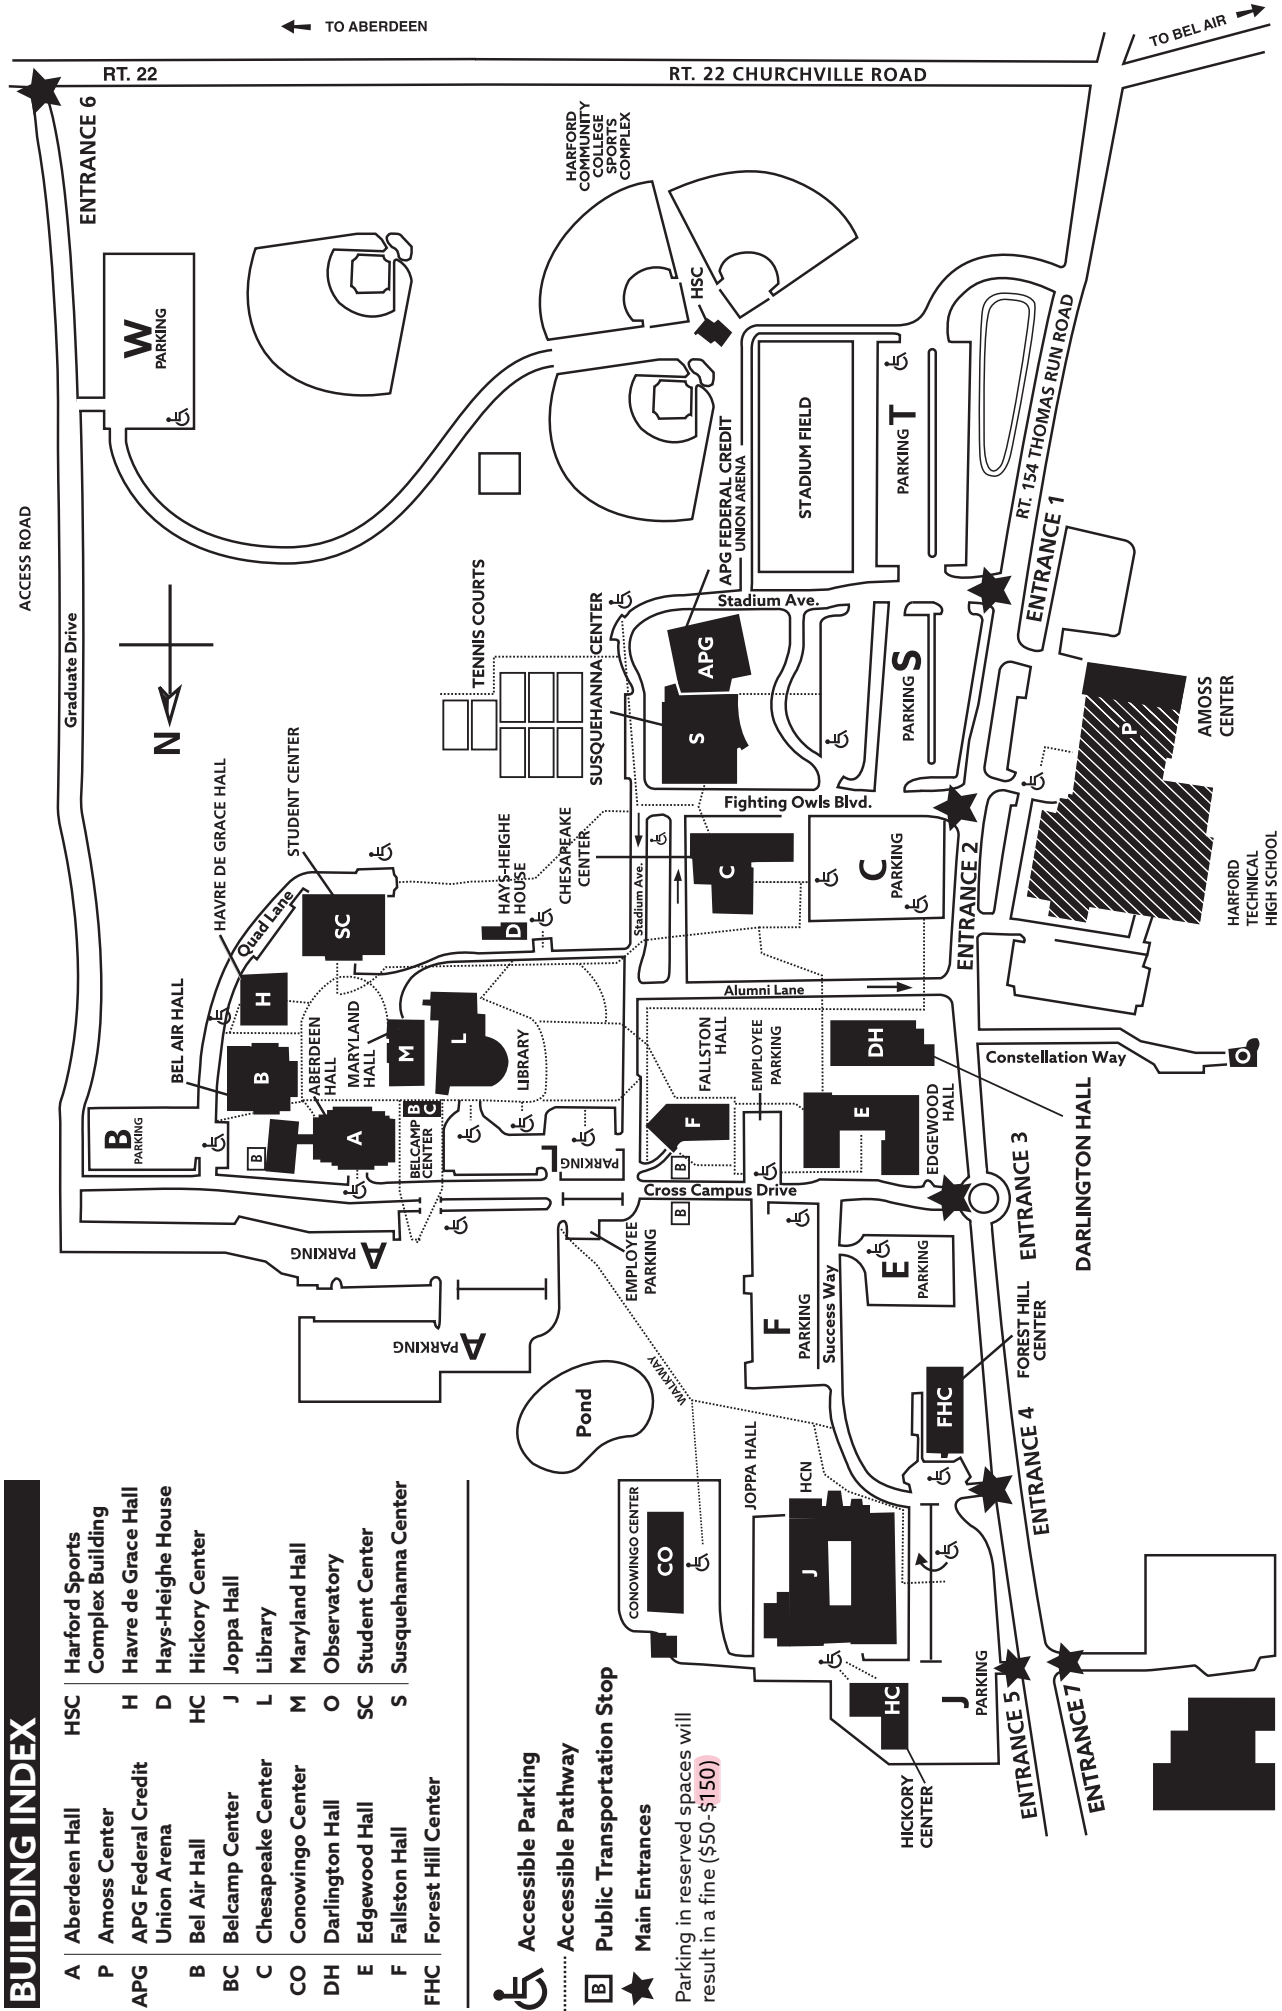 BUILDING INDEX
A Aberdeen Hall
P Amoss Center
APG APG Federal Credit
Union Arena
B Bel Air Hall
BC Belcamp Center
C Chesapeake Center
CO Conowingo Center
DH Darlington Hall
E Edgewood Hall
F Fallston Hall
FHC Forest Hill Center
HSC Harford Sports
Complex Building
H Havre de Grace Hall
D Hays-Heighe House
HC Hickory Center
J Joppa Hall
L Library
M Maryland Hall
O Observatory
SC Student Center
S Susquehanna Center
Accessible Parking
Accessible Pathway
B Public Transportation Stop
Main Entrances
Parking in reserved spaces will
result in a fine ($50-$150)
TO ABERDEEN
TO BEL AIR
RT. 22
RT. 22 CHURCHVILLE ROAD
ENTRANCE 6
W
PARKING
HARFORD
COMMUNITY
COLLEGE
SPORTS
COMPLEX
HSC
ACCESS ROAD
Graduate Drive
N
TENNIS COURTS
SUSQUEHANNA CENTER
APG FEDERAL CREDIT
UNION ARENA
STADIUM FIELD
PARKING
T
RT. 154 THOMAS RUN ROAD
ENTRANCE 1
Stadium Ave.
APG
S
PARKING
S
Fighting Owls Blvd.
P
AMOSS
CENTER
HARFORD
TECHNICAL
HIGH SCHOOL
HAVRE DE GRACE HALL
STUDENT CENTER
Quad Lane
SC
HAYS-HEIGHE
HOUSE
D
CHESAPEAKE
CENTER
Stadium Ave.
C
C
PARKING
ENTRANCE 2
Alumni Lane
BEL AIR HALL
H
B
ABERDEEN
HALL
MARYLAND
HALL
M
L
LIBRARY
FALLSTON
HALL
EMPLOYEE
PARKING
DH
Constellation Way
O
DARLINGTON HALL
B
PARKING
B
A
B
C
BELCAMP
CENTER
L
PARKING
F
B
B
Cross Campus Drive
E
EDGEWOOD
HALL
ENTRANCE 3
A
PARKING
A
PARKING
EMPLOYEE
PARKING
WALKWAY
Pond
F
PARKING
Success Way
E
PARKING
FOREST HILL
CENTER
FHC
ENTRANCE 4
CONOWINGO CENTER
CO
JOPPA HALL
HCN
J
J
PARKING
HC
HICKORY
CENTER
ENTRANCE 5
ENTRANCE 7